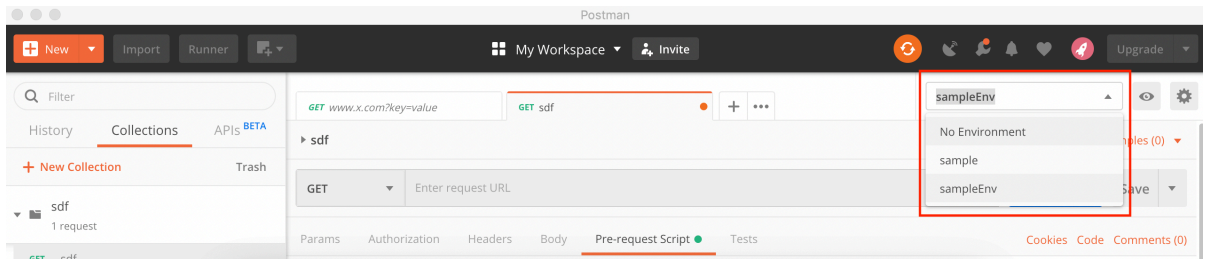 Postman
New
Import
Runner
My Workspace
Invite
Upgrade
Filter
History
Collections
APIs BETA
+ New Collection
Trash
sdf
1 request
GET sdf
GET www.x.com?key=value
GET sdf
sdf
GET
Enter request URL
Params
Authorization
Headers
Body
Pre-request Script
Tests
sampleEnv
No Environment
sample
sampleEnv
(0)
Save
Cookies
Code
Comments (0)